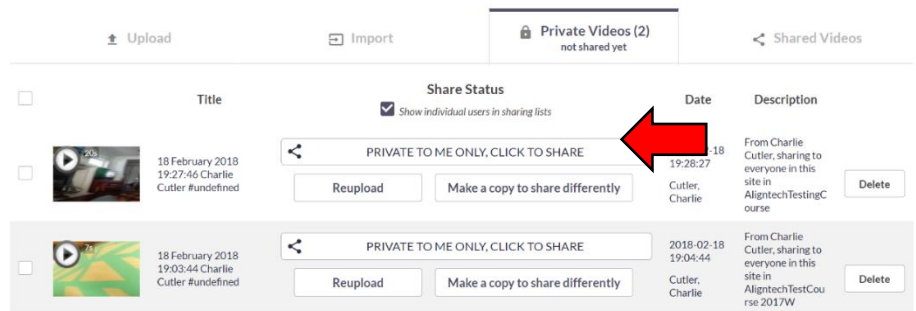 Upload
Import
Private Videos (2)
not shared yet
Shared Videos
Title
Share Status
Show individual users in sharing lists
Date
Description
20s
18 February 2018
19:27:46 Charlie
Cutler #undefined
PRIVATE TO ME ONLY, CLICK TO SHARE
Reupload
Make a copy to share differently
-18
19:28:27
Cutler,
Charlie
From Charlie
Cutler, sharing to
everyone in this
site in
AligntechTestingC
ourse
Delete
7s
18 February 2018
19:03:44 Charlie
Cutler #undefined
PRIVATE TO ME ONLY, CLICK TO SHARE
Reupload
Make a copy to share differently
2018-02-18
19:04:44
Cutler,
Charlie
From Charlie
Cutler, sharing to
everyone in this
site in
AligntechTestCou
rse 2017W
Delete